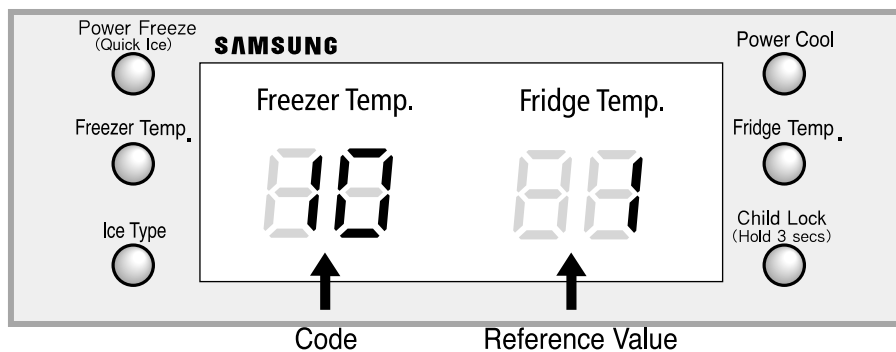 Power Freeze
(Quick Ice)
SAMSUNG
Power Cool
Freezer Temp.
Fridge Temp.
Freezer Temp.
Fridge Temp.
10
1
Ice Type
Child Lock
(Hold 3 secs)
Code
Reference Value